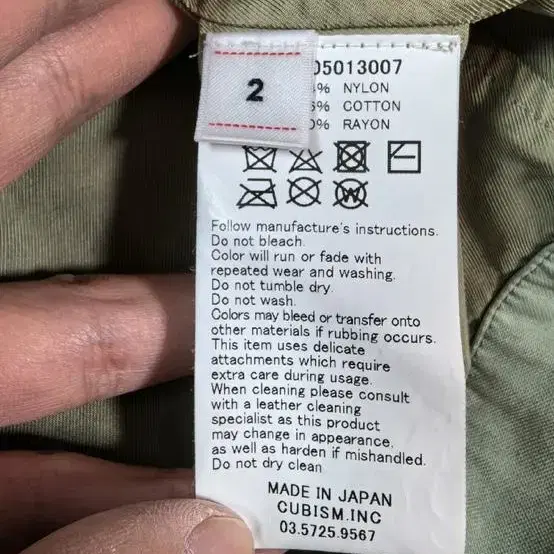 2
05013007
% NYLON
% COTTON
% RAYON
Follow manufacture's instructions.
Do not bleach.
Color will run or fade with
repeated wear and washing.
Do not tumble dry.
Do not wash.
Colors may bleed or transfer onto
other materials if rubbing occurs.
This item uses delicate
attachments which require
extra care during usage.
When cleaning please consult
with a leather cleaning
specialist as this product
may change in appearance,
as well as harden if mishandled.
Do not dry clean
MADE IN JAPAN
CUBISM.INC
03.5725.9567